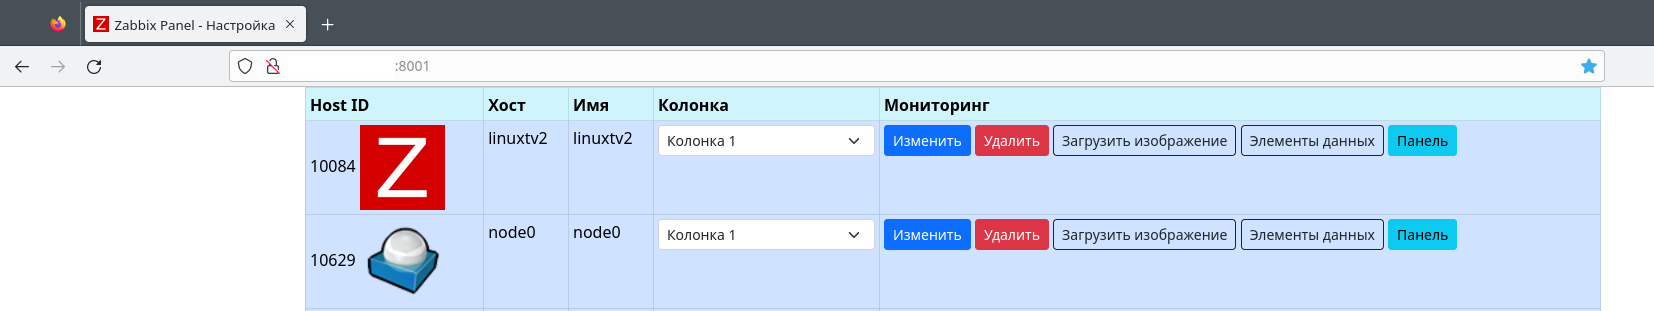 Zabbix Panel - Настройка
:8001
Host ID Хост Имя Колонка Мониторинг
10084 Z linuxtv2 linuxtv2 Колонка 1 Изменить Удалить Загрузить изображение Элементы данных Панель
10629 node0 node0 Колонка 1 Изменить Удалить Загрузить изображение Элементы данных Панель